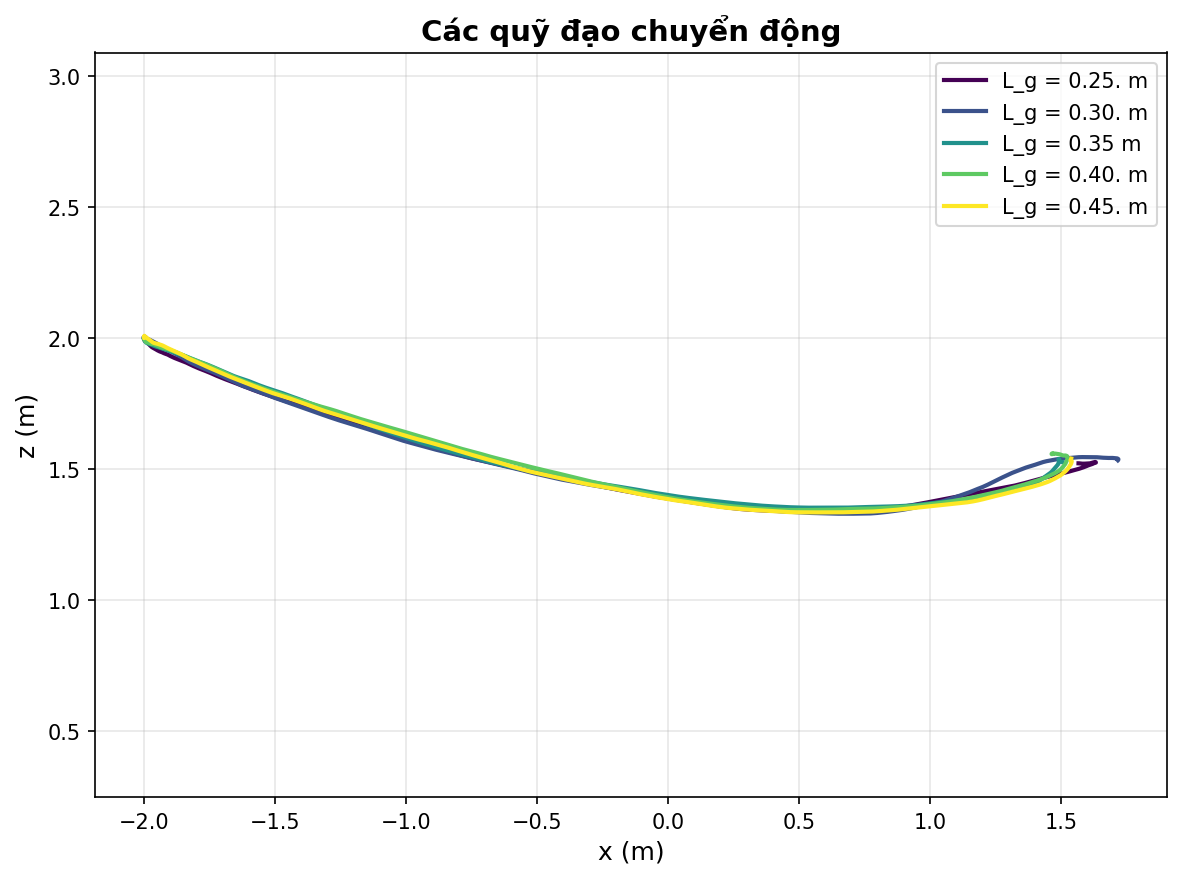 Các quỹ đạo chuyển động
L_g = 0.25. m
L_g = 0.30. m
L_g = 0.35 m
L_g = 0.40. m
L_g = 0.45. m
z (m)
3.0
2.5
2.0
1.5
1.0
0.5
−2.0 −1.5 −1.0 −0.5 0.0 0.5 1.0 1.5
x (m)